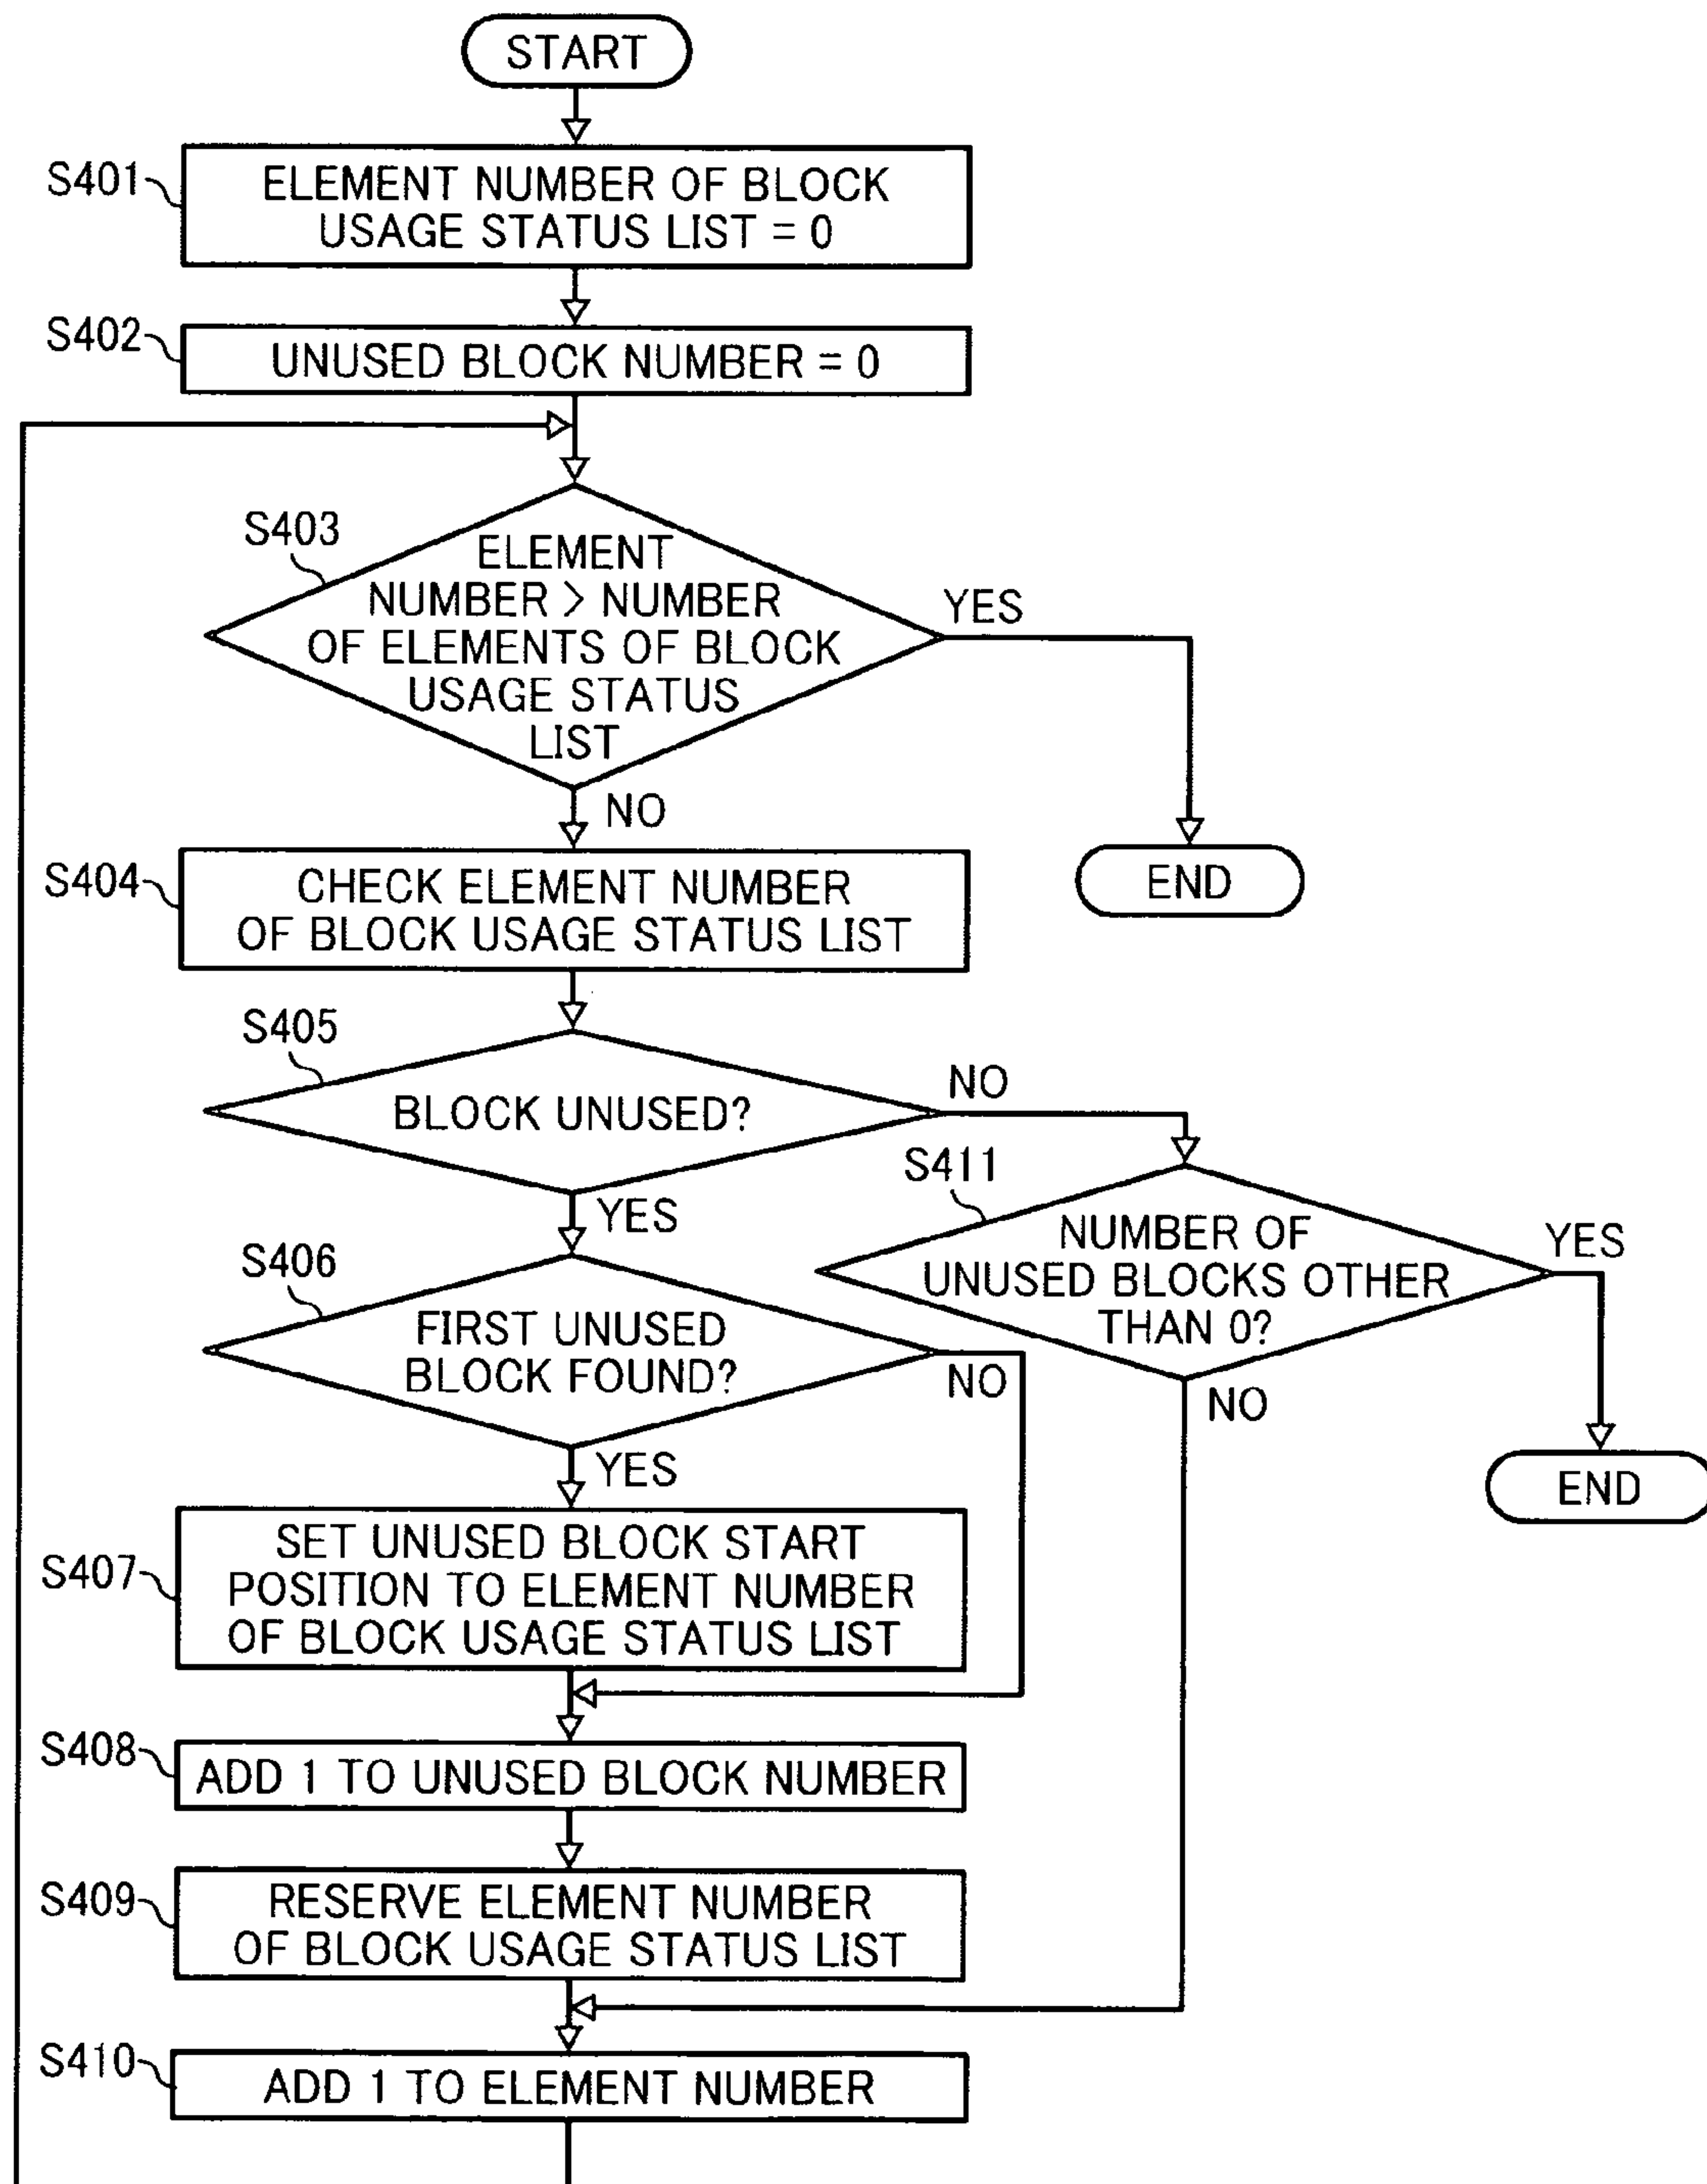 START
S401
ELEMENT NUMBER OF BLOCK
USAGE STATUS LIST = 0
S402
UNUSED BLOCK NUMBER = 0
S403
ELEMENT
NUMBER > NUMBER
OF ELEMENTS OF BLOCK
USAGE STATUS
LIST
YES
NO
END
S404
CHECK ELEMENT NUMBER
OF BLOCK USAGE STATUS LIST
S405
BLOCK UNUSED?
NO
YES
S411
NUMBER OF
UNUSED BLOCKS OTHER
THAN 0?
YES
NO
END
S406
FIRST UNUSED
BLOCK FOUND?
NO
YES
S407
SET UNUSED BLOCK START
POSITION TO ELEMENT NUMBER
OF BLOCK USAGE STATUS LIST
S408
ADD 1 TO UNUSED BLOCK NUMBER
S409
RESERVE ELEMENT NUMBER
OF BLOCK USAGE STATUS LIST
S410
ADD 1 TO ELEMENT NUMBER